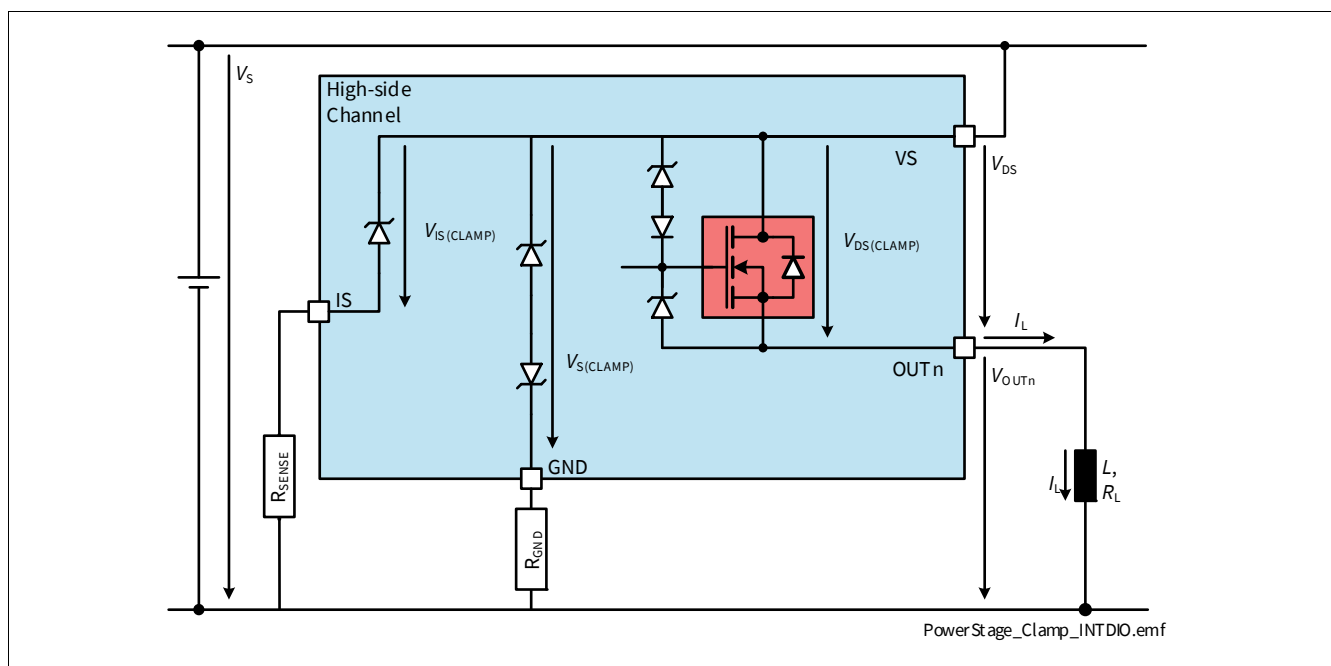 VS
High-side
Channel
VS
VDS
VIS(CLAMP)
VDS(CLAMP)
IS
IL
OUTn
VS(CLAMP)
VOUTn
GND
RSENSE
IL
L,
RL
RGND
PowerStage_Clamp_INTDIO.emf